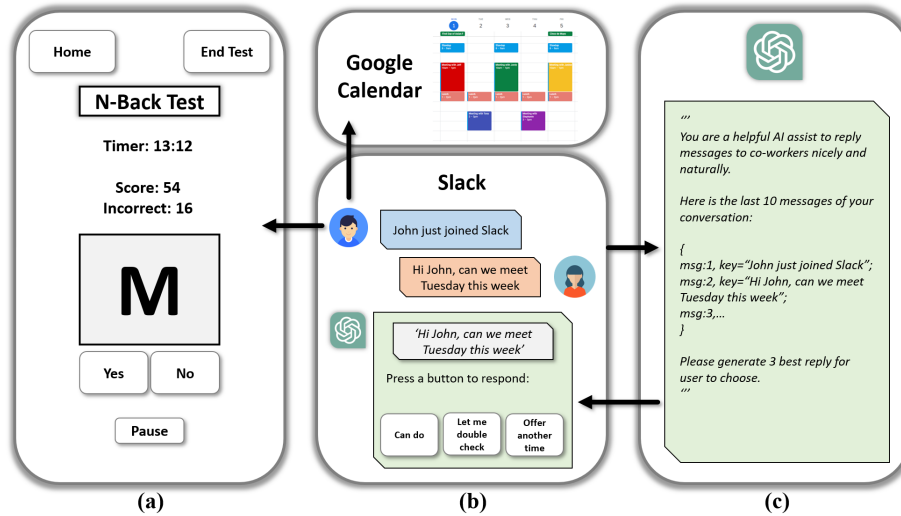 Home
End Test
N-Back Test
Timer: 13:12
Score: 54
Incorrect: 16
M
Yes
No
Pause
(a)
Google
Calendar
1
2
3
4
5
Slack
John just joined Slack
Hi John, can we meet
Tuesday this week
‘Hi John, can we meet
Tuesday this week’
Press a button to respond:
Can do
Let me
double
check
Offer
another
time
(b)
‘’’
You are a helpful AI assist to reply
messages to co-workers nicely and
naturally.
Here is the last 10 messages of your
conversation:
{
msg:1, key=“John just joined Slack”;
msg:2, key=“Hi John, can we meet
Tuesday this week”;
msg:3,...
}
Please generate 3 best reply for
user to choose.
‘’’
(c)